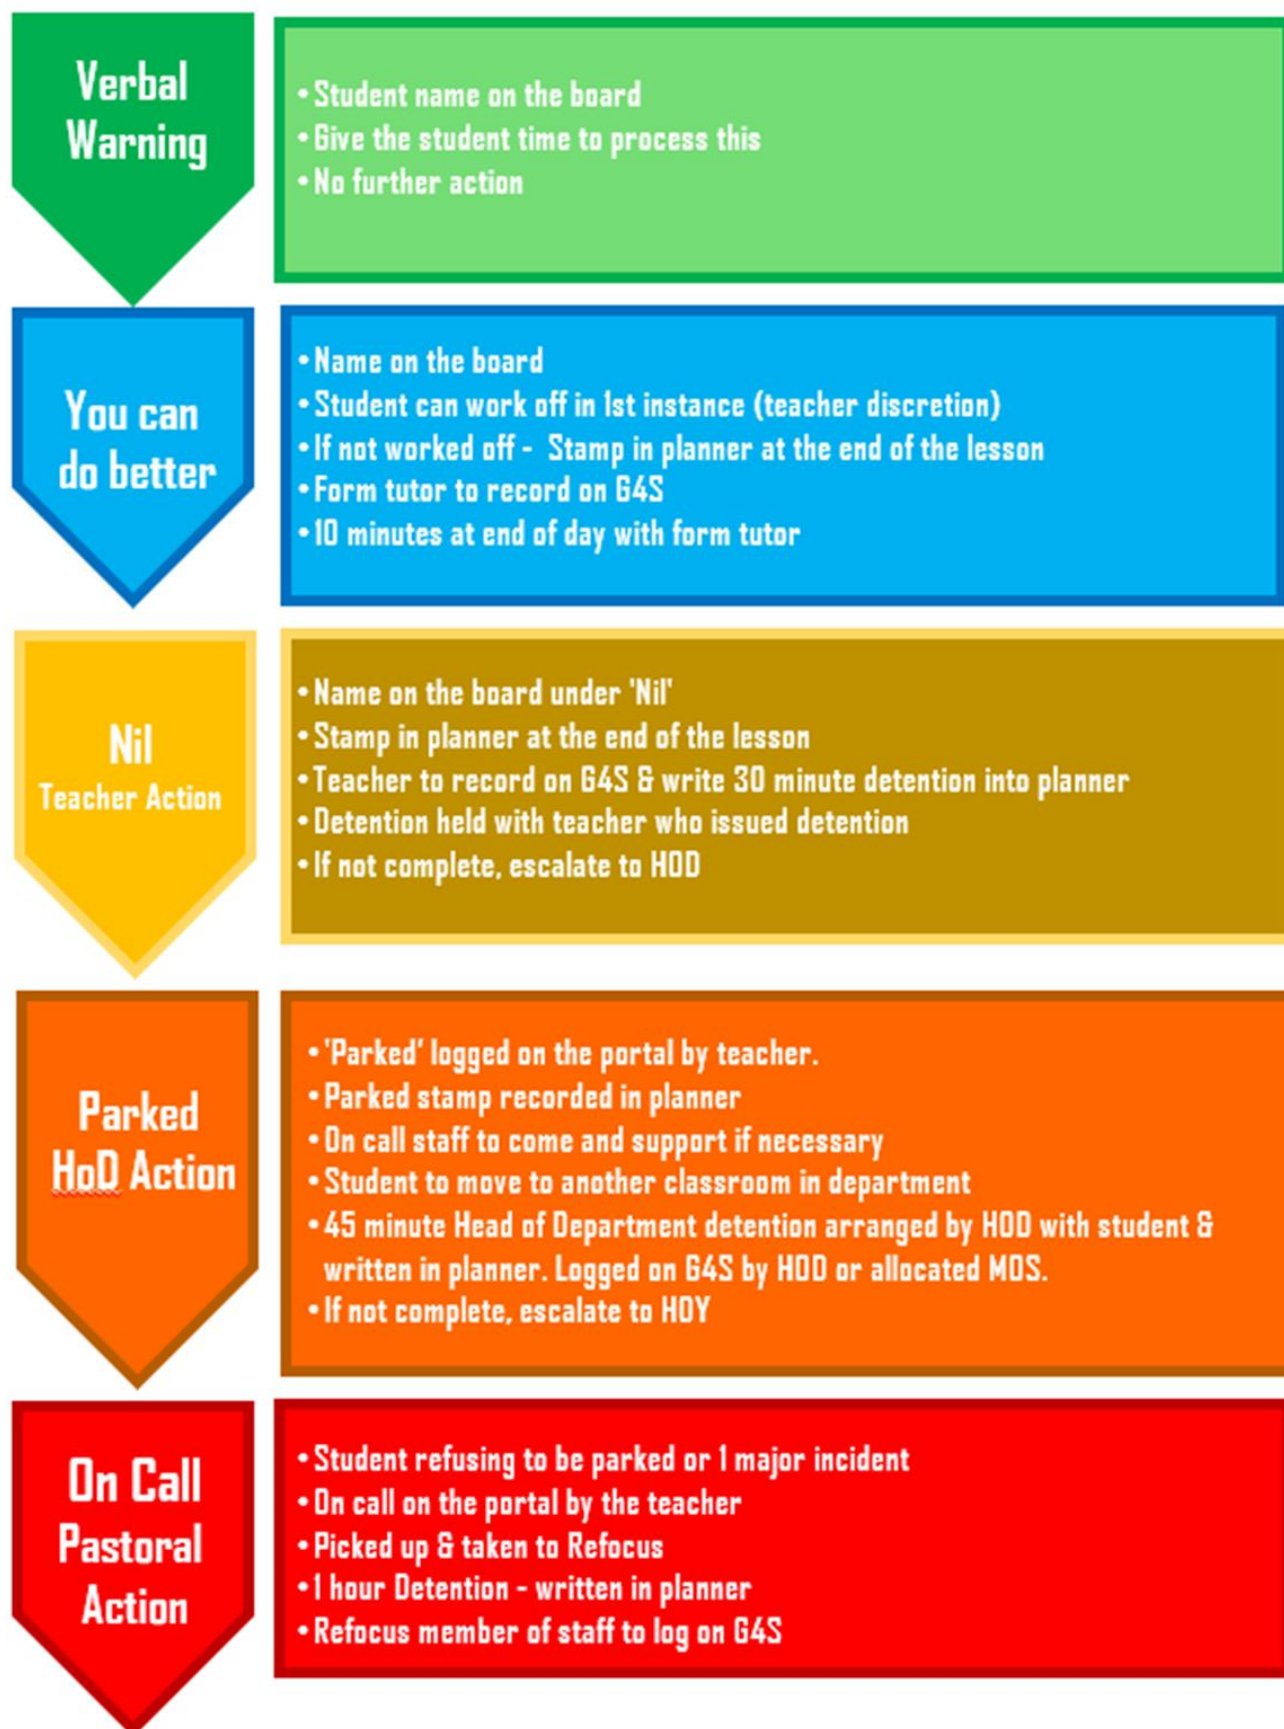 Verbal
Warning
• Student name on the board
• Give the student time to process this
• No further action
You can
do better
• Name on the board
• Student can work off in 1st instance (teacher discretion)
• If not worked off - Stamp in planner at the end of the lesson
• Form tutor to record on G4S
• 10 minutes at end of day with form tutor
Nil
Teacher Action
• Name on the board under 'Nil'
• Stamp in planner at the end of the lesson
• Teacher to record on G4S & write 30 minute detention into planner
• Detention held with teacher who issued detention
• If not complete, escalate to HOD
Parked
HoD Action
• 'Parked' logged on the portal by teacher.
• Parked stamp recorded in planner
• On call staff to come and support if necessary
• Student to move to another classroom in department
• 45 minute Head of Department detention arranged by HOD with student &
written in planner. Logged on G4S by HOD or allocated MOS.
• If not complete, escalate to HOY
On Call
Pastoral
Action
• Student refusing to be parked or 1 major incident
• On call on the portal by the teacher
• Picked up & taken to Refocus
• 1 hour Detention - written in planner
• Refocus member of staff to log on G4S